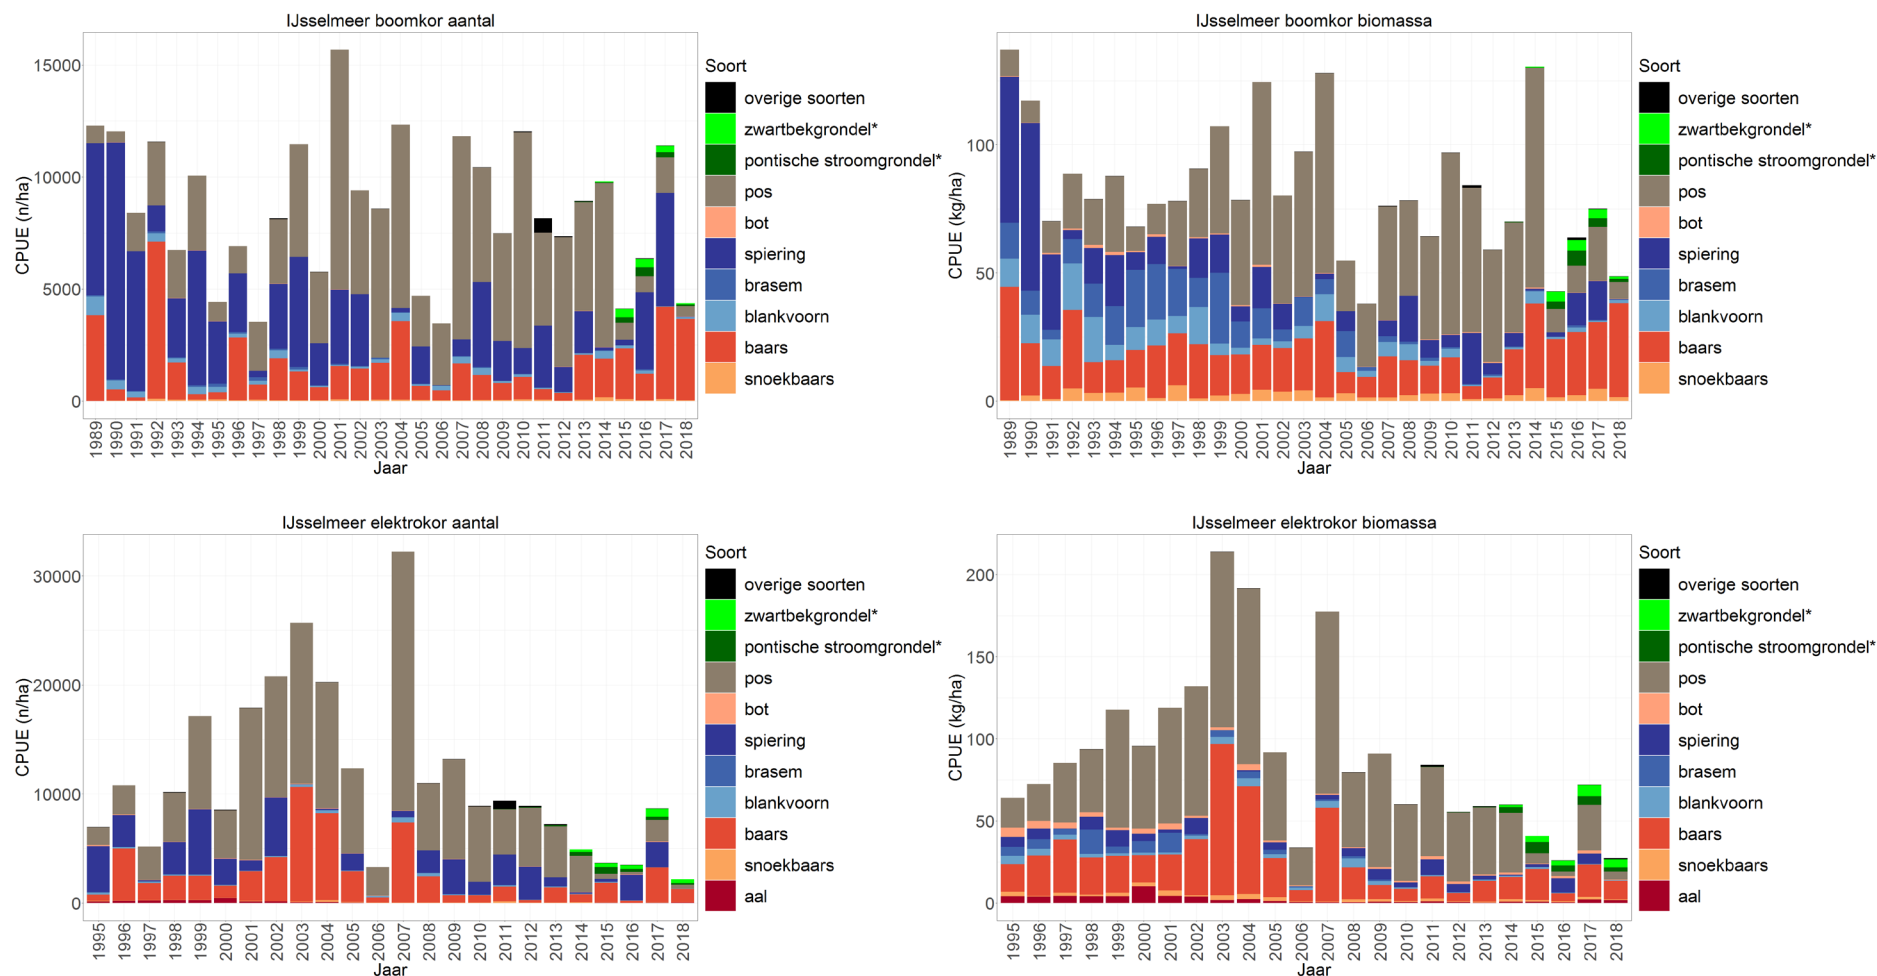 IJsselmeer boomkor aantal
CPUE (n/ha)
15000
10000
5000
0
1989 1990 1991 1992 1993 1994 1995 1996 1997 1998 1999 2000 2001 2002 2003 2004 2005 2006 2007 2008 2009 2010 2011 2012 2013 2014 2015 2016 2017 2018
Jaar
Soort
overige soorten
zwartbekgrondel*
pontische stroomgrondel*
pos
bot
spiering
brasem
blankvoorn
baars
snoekbaars
IJsselmeer boomkor biomassa
CPUE (kg/ha)
100
50
0
1989 1990 1991 1992 1993 1994 1995 1996 1997 1998 1999 2000 2001 2002 2003 2004 2005 2006 2007 2008 2009 2010 2011 2012 2013 2014 2015 2016 2017 2018
Jaar
Soort
overige soorten
zwartbekgrondel*
pontische stroomgrondel*
pos
bot
spiering
brasem
blankvoorn
baars
snoekbaars
IJsselmeer elektrokor aantal
CPUE (n/ha)
30000
20000
10000
0
1995 1996 1997 1998 1999 2000 2001 2002 2003 2004 2005 2006 2007 2008 2009 2010 2011 2012 2013 2014 2015 2016 2017 2018
Jaar
Soort
overige soorten
zwartbekgrondel*
pontische stroomgrondel*
pos
bot
spiering
brasem
blankvoorn
baars
snoekbaars
aal
IJsselmeer elektrokor biomassa
CPUE (kg/ha)
200
150
100
50
0
1995 1996 1997 1998 1999 2000 2001 2002 2003 2004 2005 2006 2007 2008 2009 2010 2011 2012 2013 2014 2015 2016 2017 2018
Jaar
Soort
overige soorten
zwartbekgrondel*
pontische stroomgrondel*
pos
bot
spiering
brasem
blankvoorn
baars
snoekbaars
aal